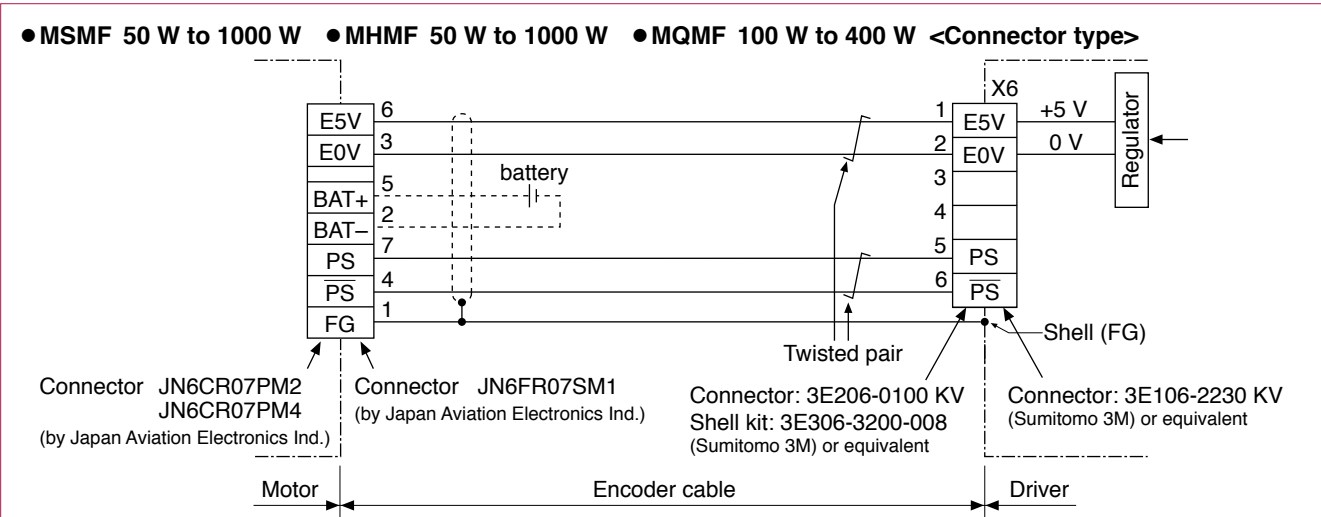 ●MSMF 50 W to 1000 W ●MHMF 50 W to 1000 W ●MQMF 100 W to 400 W <Connector type>
X6
E5V 6 1 E5V +5 V
E0V 3 2 E0V 0 V
Regulator
battery
3
BAT+ 5
4
BAT– 2
PS 7 5 PS
P̅S̅ 4 6 P̅S̅
FG 1
Shell (FG)
Twisted pair
Connector JN6CR07PM2
JN6CR07PM4
(by Japan Aviation Electronics Ind.)
Connector JN6FR07SM1
(by Japan Aviation Electronics Ind.)
Connector: 3E206-0100 KV
Shell kit: 3E306-3200-008
(Sumitomo 3M) or equivalent
Connector: 3E106-2230 KV
(Sumitomo 3M) or equivalent
Motor Encoder cable Driver